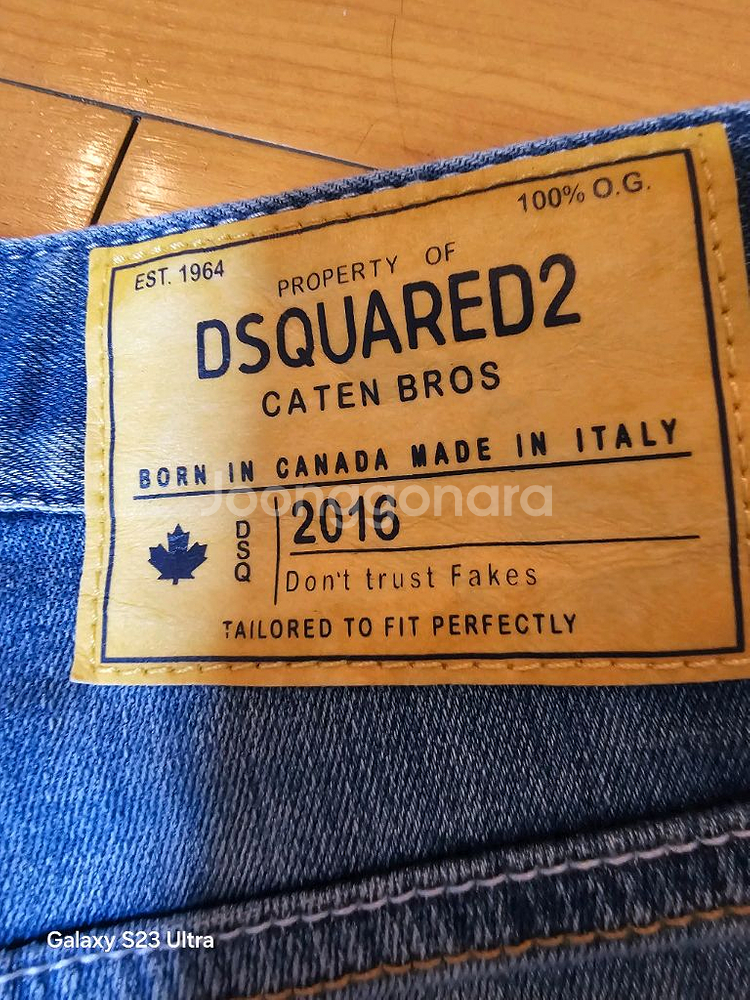 100% O.G.
EST. 1964
PROPERTY OF
DSQUARED2
CATEN BROS
BORN IN CANADA MADE IN ITALY
Joonggonara
DSQ
2016
Don't trust Fakes
TAILORED TO FIT PERFECTLY
Galaxy S23 Ultra